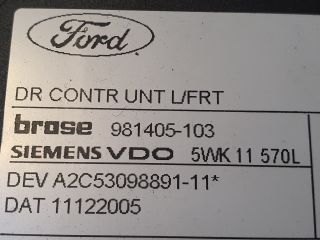 Ford
DR CONTR UNT L/FRT
brose 981405-103
SIEMENS VDO 5WK 11 570L
DEV A2C53098891-11*
DAT 11122005